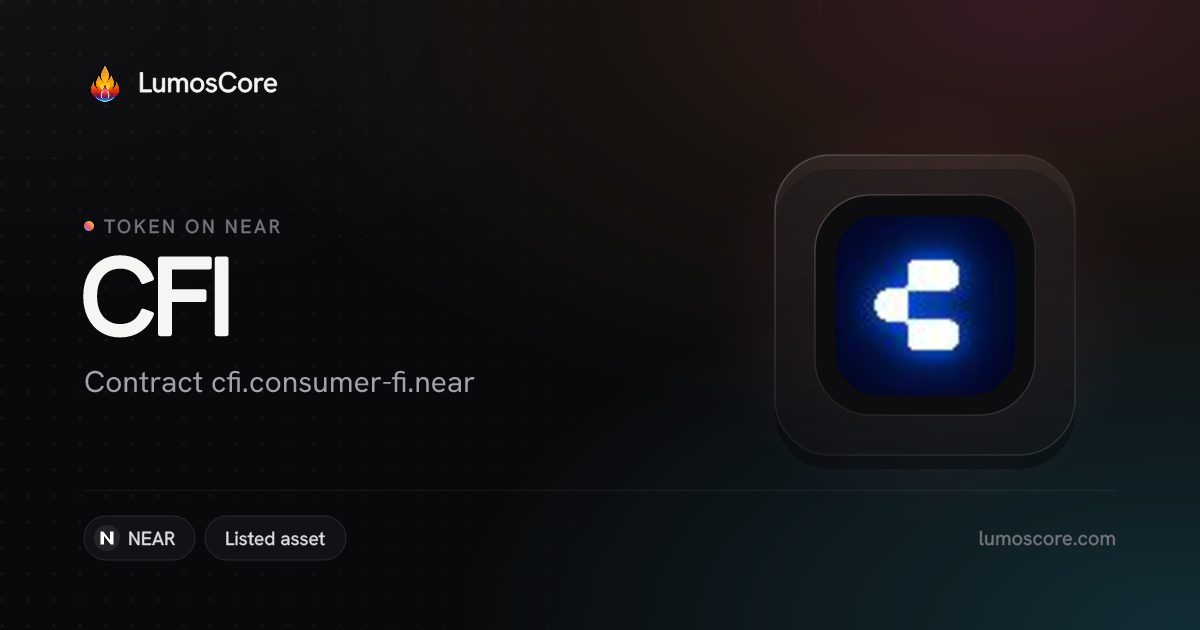 LumosCore
TOKEN ON NEAR
CFI
Contract cfi.consumer-fi.near
NEAR
Listed asset
lumoscore.com